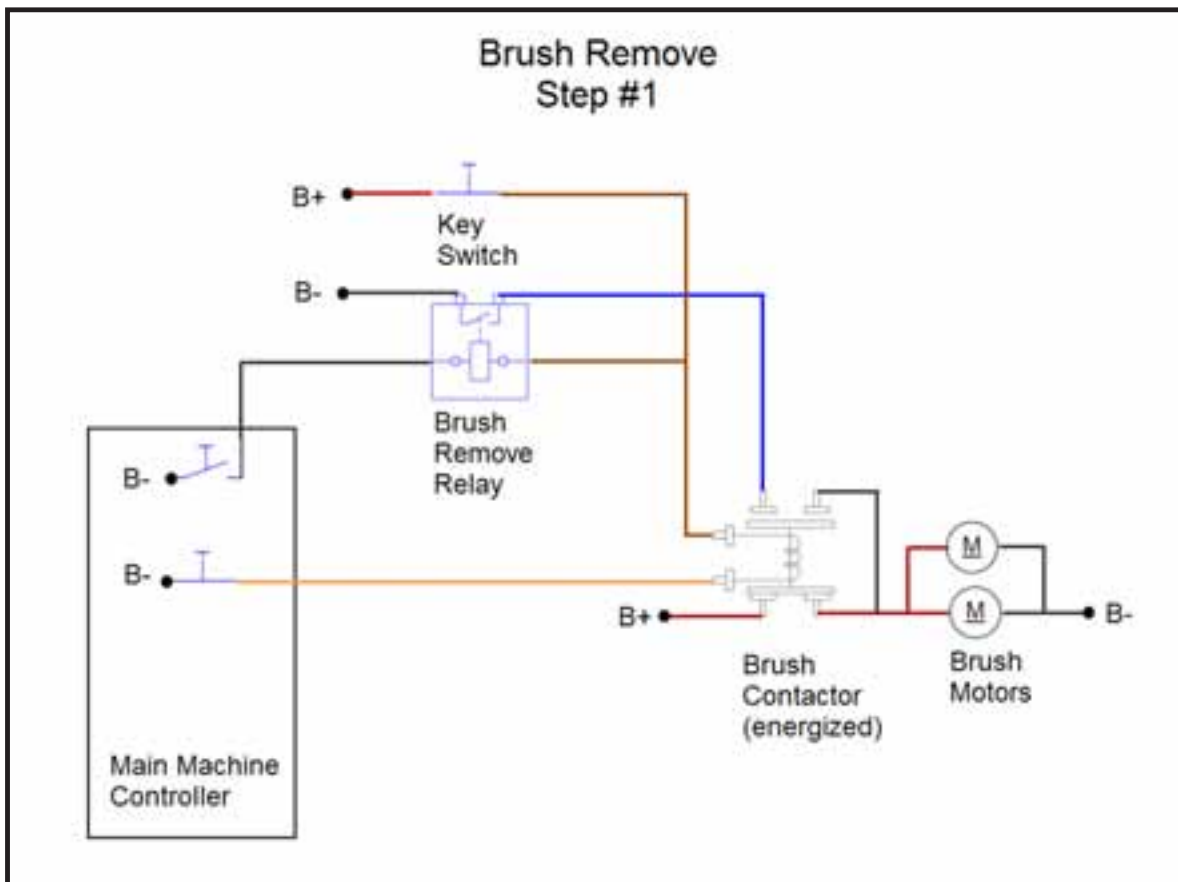 Brush Remove
Step #1
B+
Key
Switch
B-
Brush
Remove
Relay
B-
B-
B+
M
M
B-
Brush
Contactor
(energized)
Brush
Motors
Main Machine
Controller